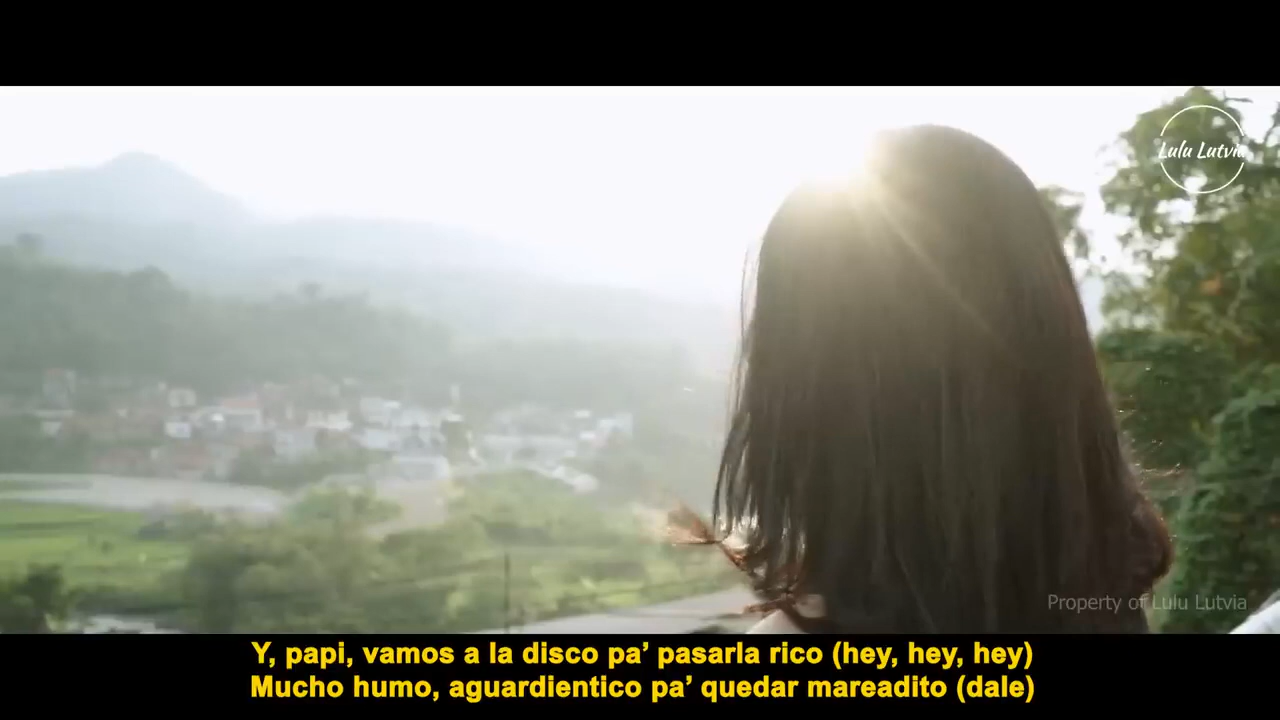 Lulu Lutvia
Property of Lulu Lutvia
Y, papi, vamos a la disco pa’ pasarla rico (hey, hey, hey)
Mucho humo, aguardientico pa’ quedar mareadito (dale)